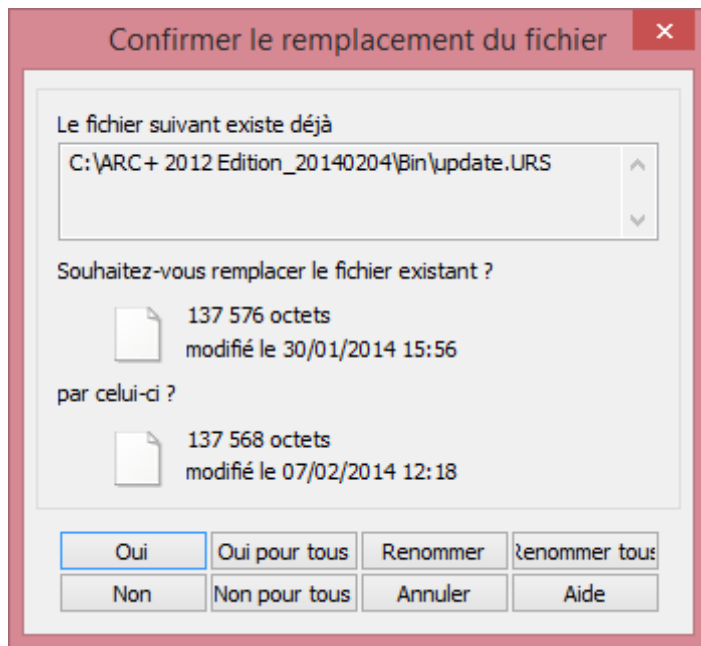 Confirmer le remplacement du fichier
Le fichier suivant existe déjà
C:\ARC+ 2012 Edition_20140204\Bin\update.URS
Souhaitez-vous remplacer le fichier existant ?
137 576 octets
modifié le 30/01/2014 15:56
par celui-ci ?
137 568 octets
modifié le 07/02/2014 12:18
Oui Oui pour tous Renommer Renommer tous
Non Non pour tous Annuler Aide